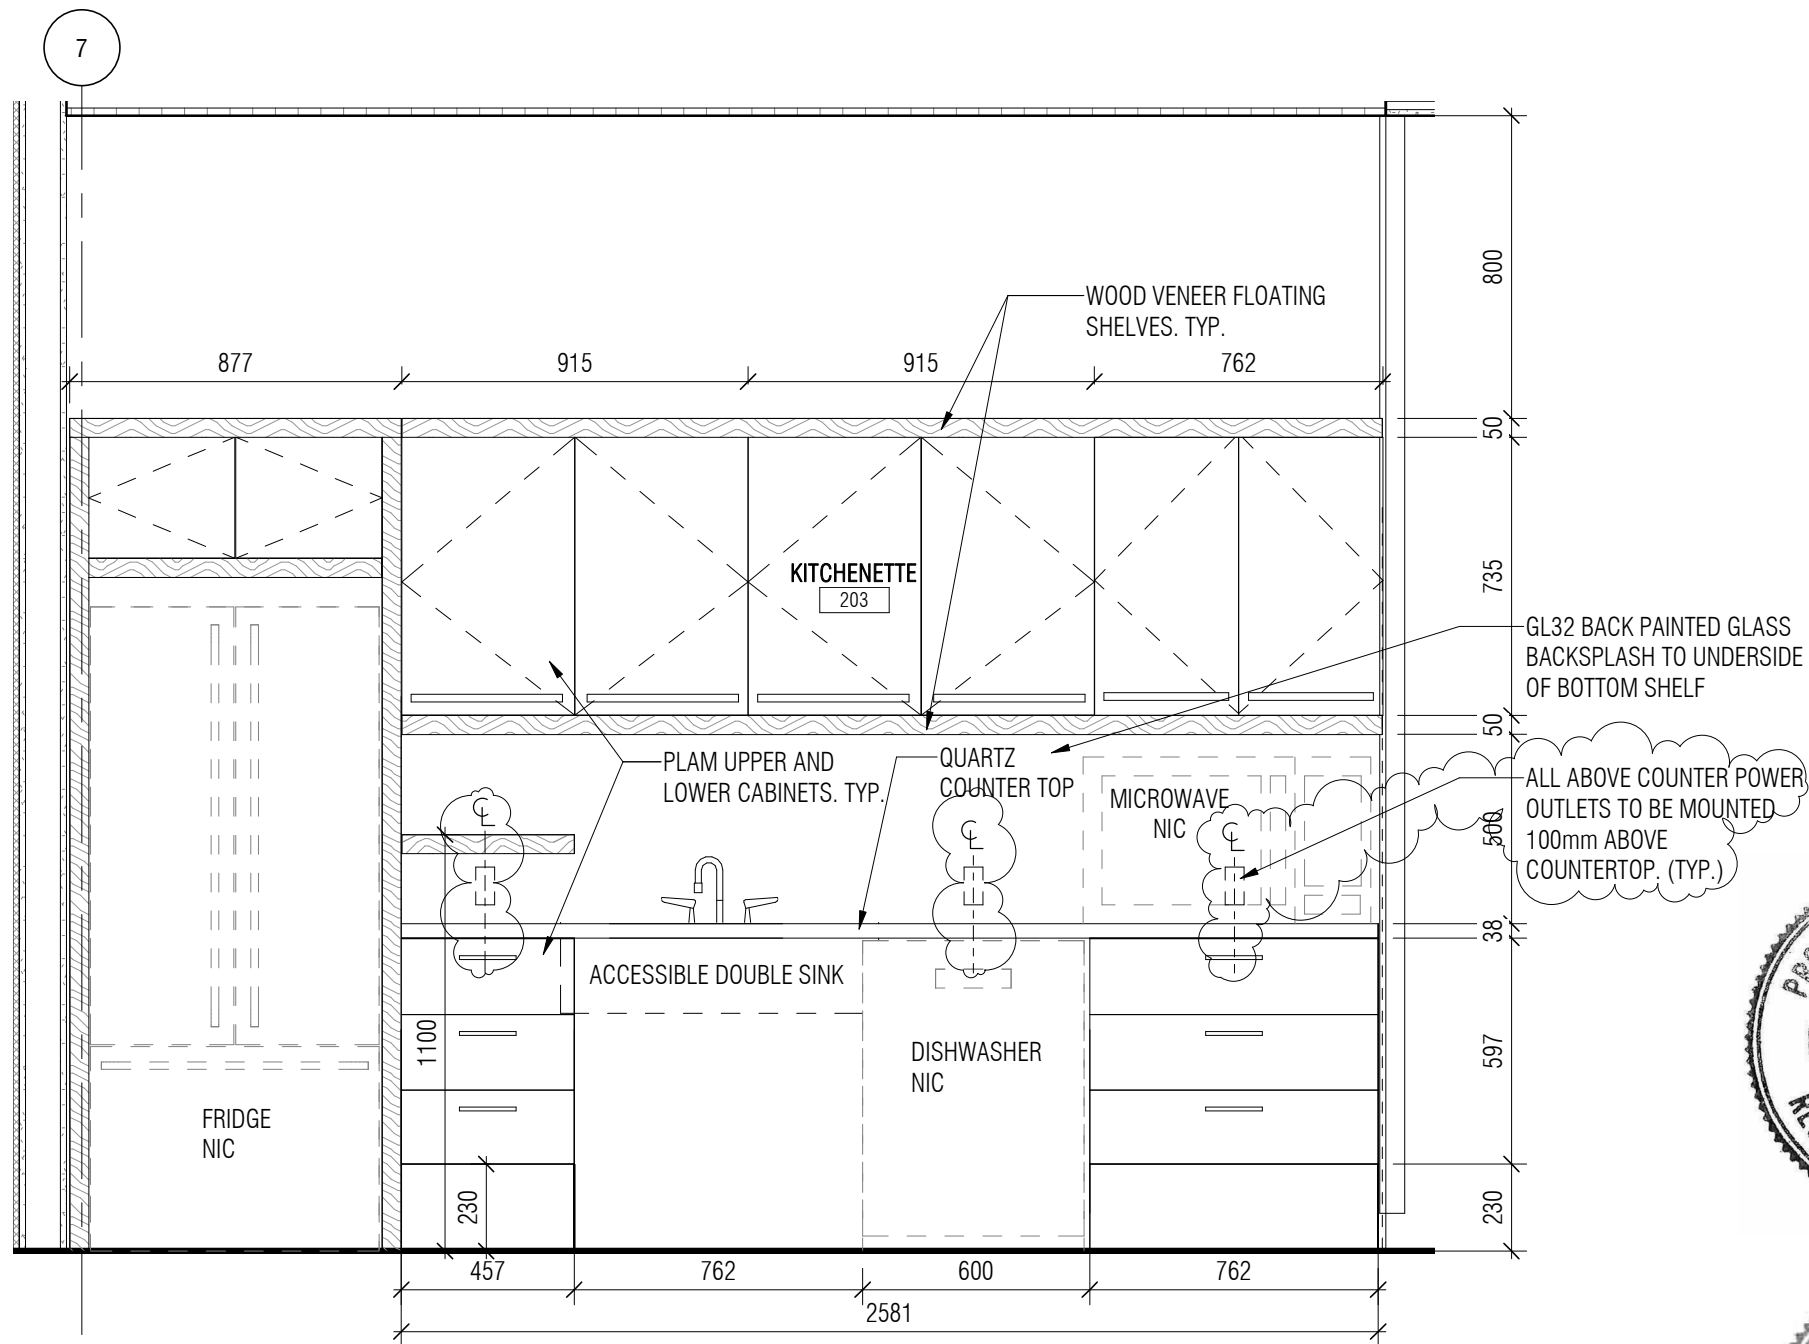 7
800
WOOD VENEER FLOATING
SHELVES. TYP.
877
915
915
762
50
KITCHENETTE
203
735
GL32 BACK PAINTED GLASS
BACKSPLASH TO UNDERSIDE
OF BOTTOM SHELF
50
PLAM UPPER AND
LOWER CABINETS. TYP.
QUARTZ
COUNTER TOP
MICROWAVE
NIC
ALL ABOVE COUNTER POWER
OUTLETS TO BE MOUNTED
100mm ABOVE
COUNTERTOP. (TYP.)
500
CL
CL
CL
38
ACCESSIBLE DOUBLE SINK
1100
DISHWASHER
NIC
597
FRIDGE
NIC
230
230
457
762
600
762
2581